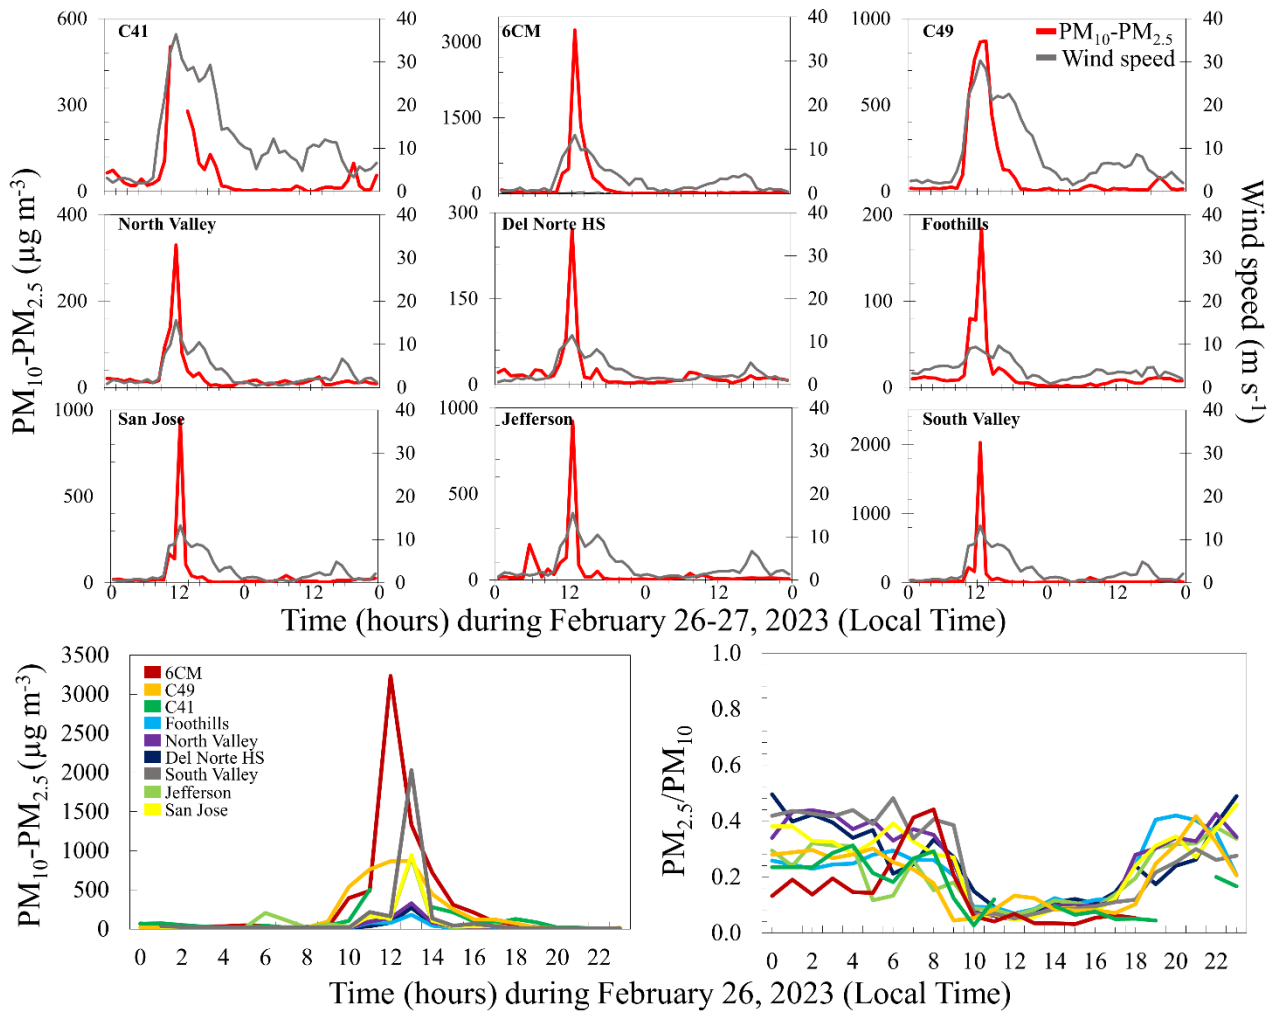 600
40
C41
30
300
20
10
0
0
3000
40
6CM
30
1500
20
10
0
0
1000
40
C49
PM10-PM2.5
Wind speed
30
500
20
10
0
0
PM10-PM2.5 (µg m-3)
400
40
North Valley
30
200
20
10
0
0
300
40
Del Norte HS
30
150
20
10
0
0
200
40
Foothills
30
100
20
10
0
0
Wind speed (m s-1)
1000
40
San Jose
30
500
20
10
0
0
0 12 0 12 0
1000
40
Jefferson
30
500
20
10
0
0
0 12 0 12 0
2000
40
South Valley
30
1000
20
10
0
0
0 12 0 12 0
Time (hours) during February 26-27, 2023 (Local Time)
PM10-PM2.5 (µg m-3)
3500
3000
2500
2000
1500
1000
500
0
6CM
C49
C41
Foothills
North Valley
Del Norte HS
South Valley
Jefferson
San Jose
0 2 4 6 8 10 12 14 16 18 20 22
PM2.5/PM10
1.0
0.8
0.6
0.4
0.2
0.0
0 2 4 6 8 10 12 14 16 18 20 22
Time (hours) during February 26, 2023 (Local Time)